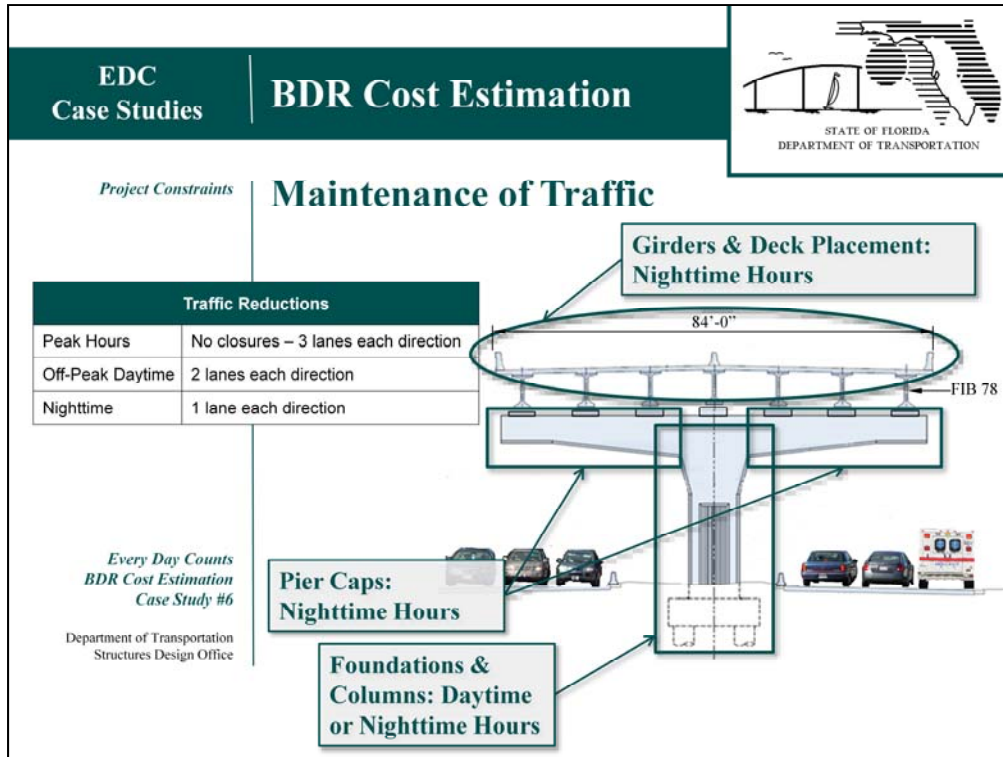 EDC
Case Studies
BDR Cost Estimation
STATE OF FLORIDA
DEPARTMENT OF TRANSPORTATION
Project Constraints
Maintenance of Traffic
Girders & Deck Placement:
Nighttime Hours
Traffic Reductions
Peak Hours No closures – 3 lanes each direction
Off-Peak Daytime 2 lanes each direction
Nighttime 1 lane each direction
84'-0"
FIB 78
Every Day Counts
BDR Cost Estimation
Case Study #6
Department of Transportation
Structures Design Office
Pier Caps:
Nighttime Hours
Foundations &
Columns: Daytime
or Nighttime Hours